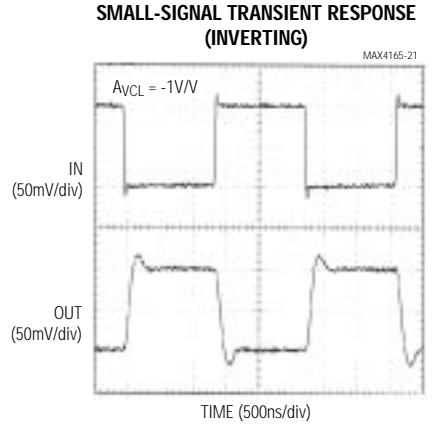 SMALL-SIGNAL TRANSIENT RESPONSE
(INVERTING)
MAX4165-21
AVCL = -1V/V
IN
(50mV/div)
OUT
(50mV/div)
TIME (500ns/div)